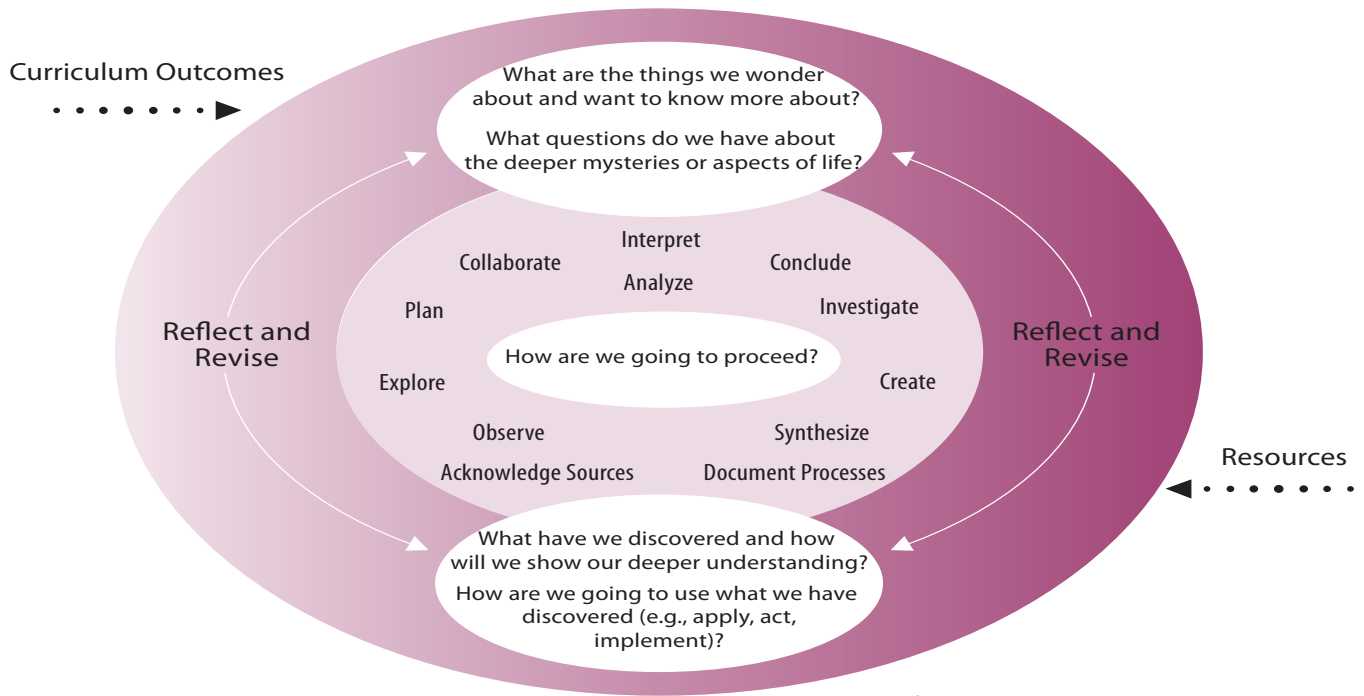 Curriculum Outcomes
What are the things we wonder
about and want to know more about?
What questions do we have about
the deeper mysteries or aspects of life?
Interpret
Collaborate
Conclude
Analyze
Plan
Investigate
Reflect and
Revise
How are we going to proceed?
Reflect and
Revise
Explore
Create
Observe
Synthesize
Acknowledge Sources
Document Processes
Resources
What have we discovered and how
will we show our deeper understanding?
How are we going to use what we have
discovered (e.g., apply, act,
implement)?